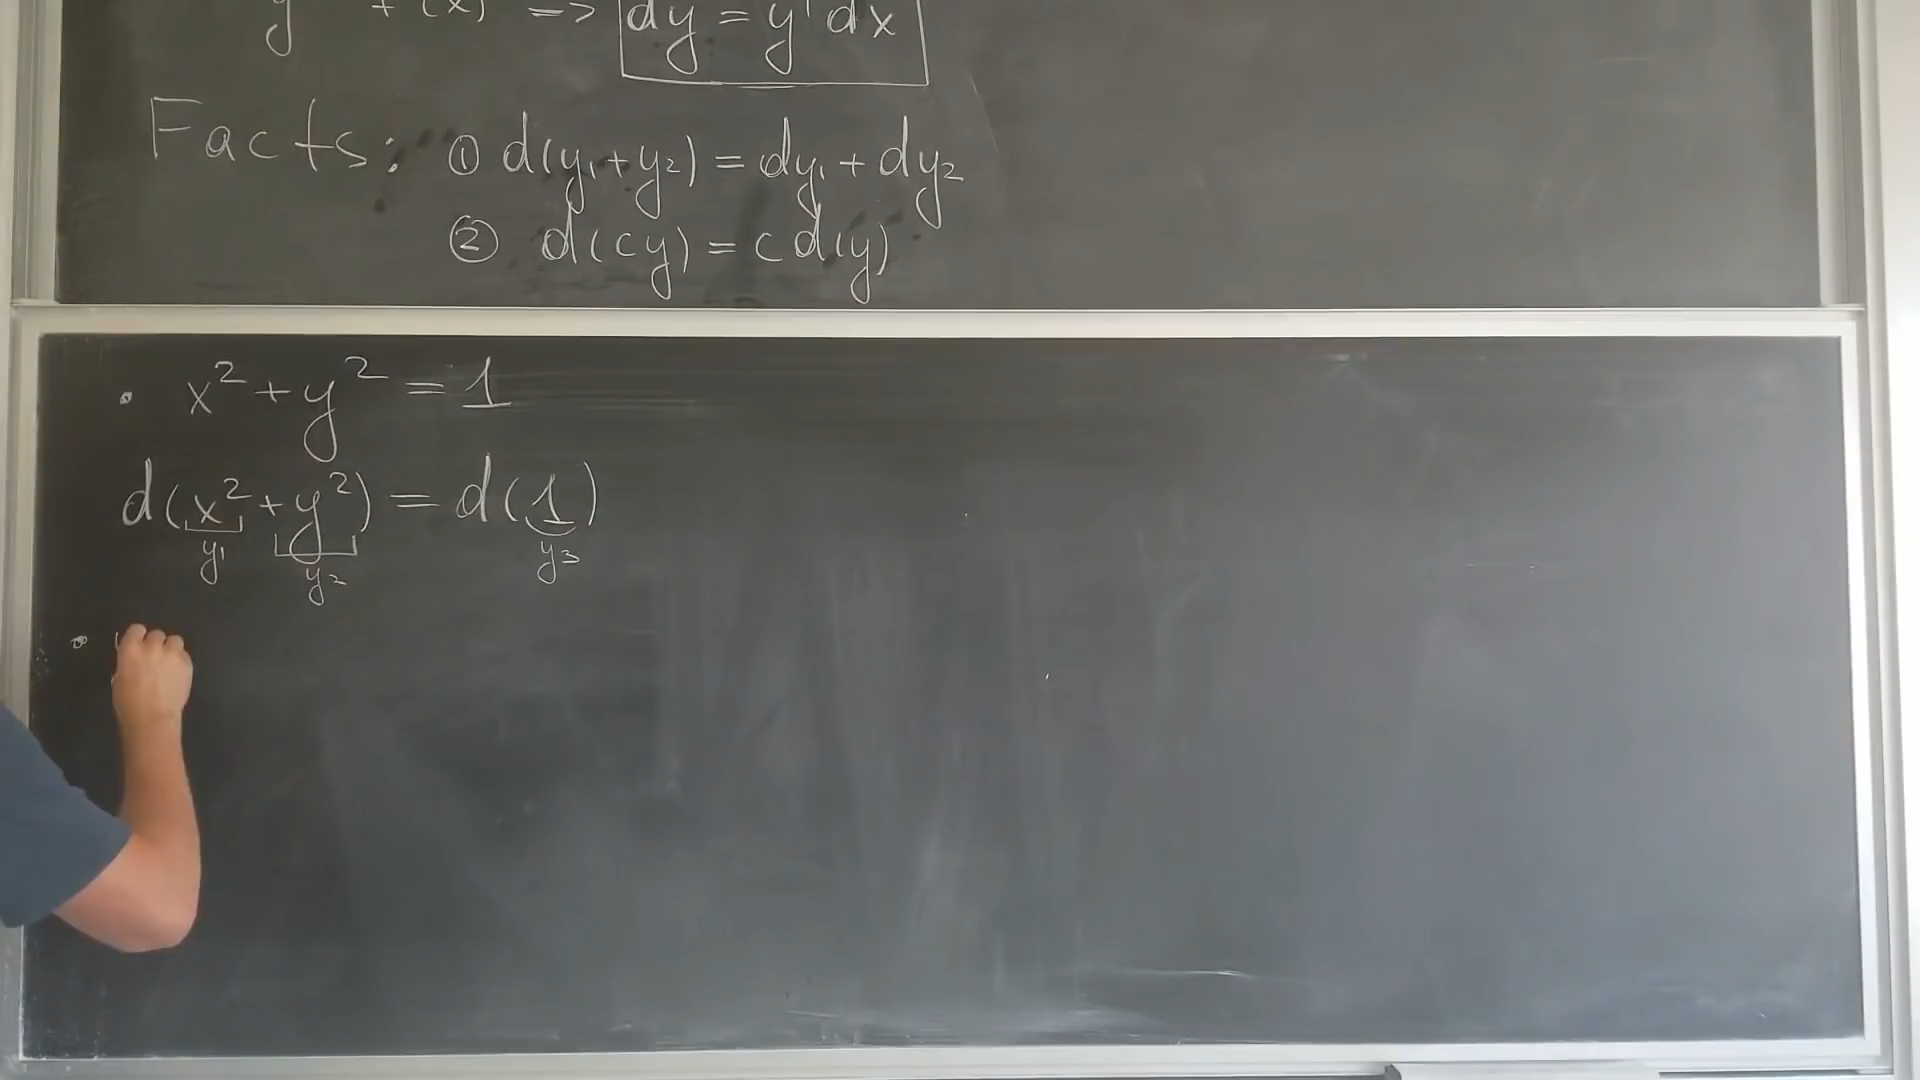 y + (x) => dy = y' dx
Facts: ① d(y₁+y₂) = dy₁ + dy₂
② d(cy) = c d(y)
• x² + y² = 1
d(x² + y²) = d(1)
y₁ y₂ y₃
•